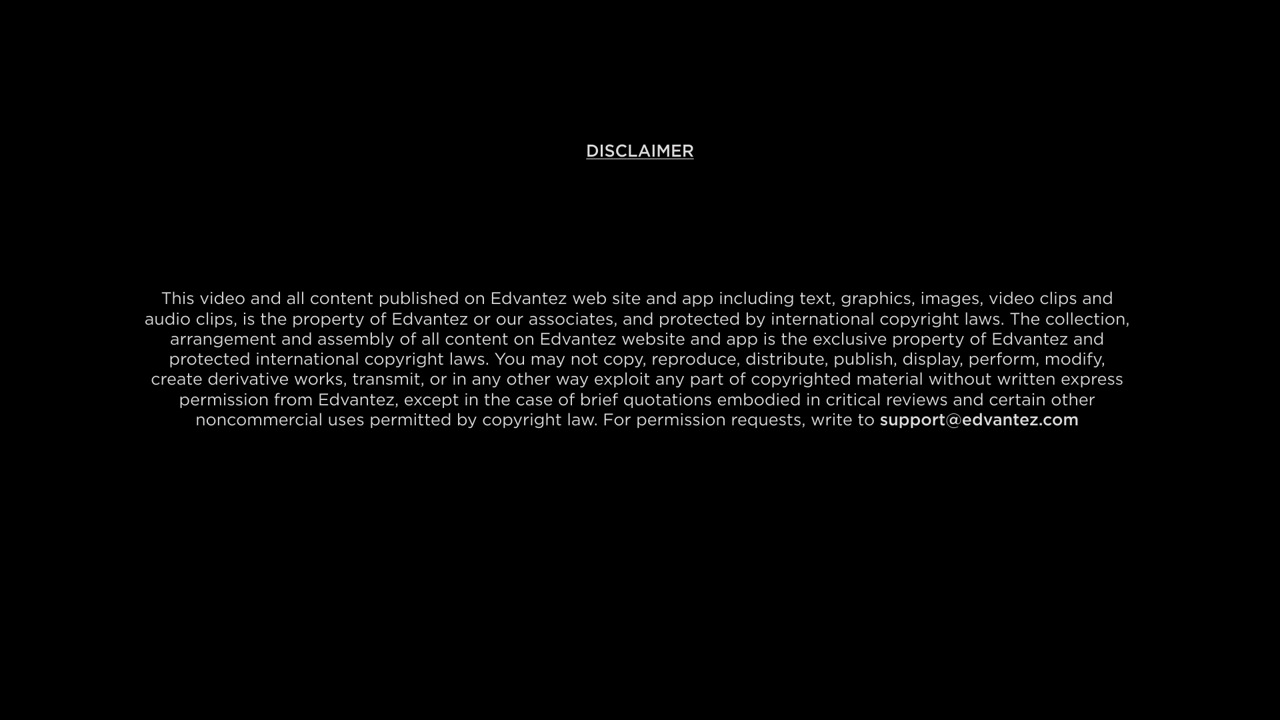 DISCLAIMER
This video and all content published on Edvantez web site and app including text, graphics, images, video clips and
audio clips, is the property of Edvantez or our associates, and protected by international copyright laws. The collection,
arrangement and assembly of all content on Edvantez website and app is the exclusive property of Edvantez and
protected international copyright laws. You may not copy, reproduce, distribute, publish, display, perform, modify,
create derivative works, transmit, or in any other way exploit any part of copyrighted material without written express
permission from Edvantez, except in the case of brief quotations embodied in critical reviews and certain other
noncommercial uses permitted by copyright law. For permission requests, write to support@edvantez.com